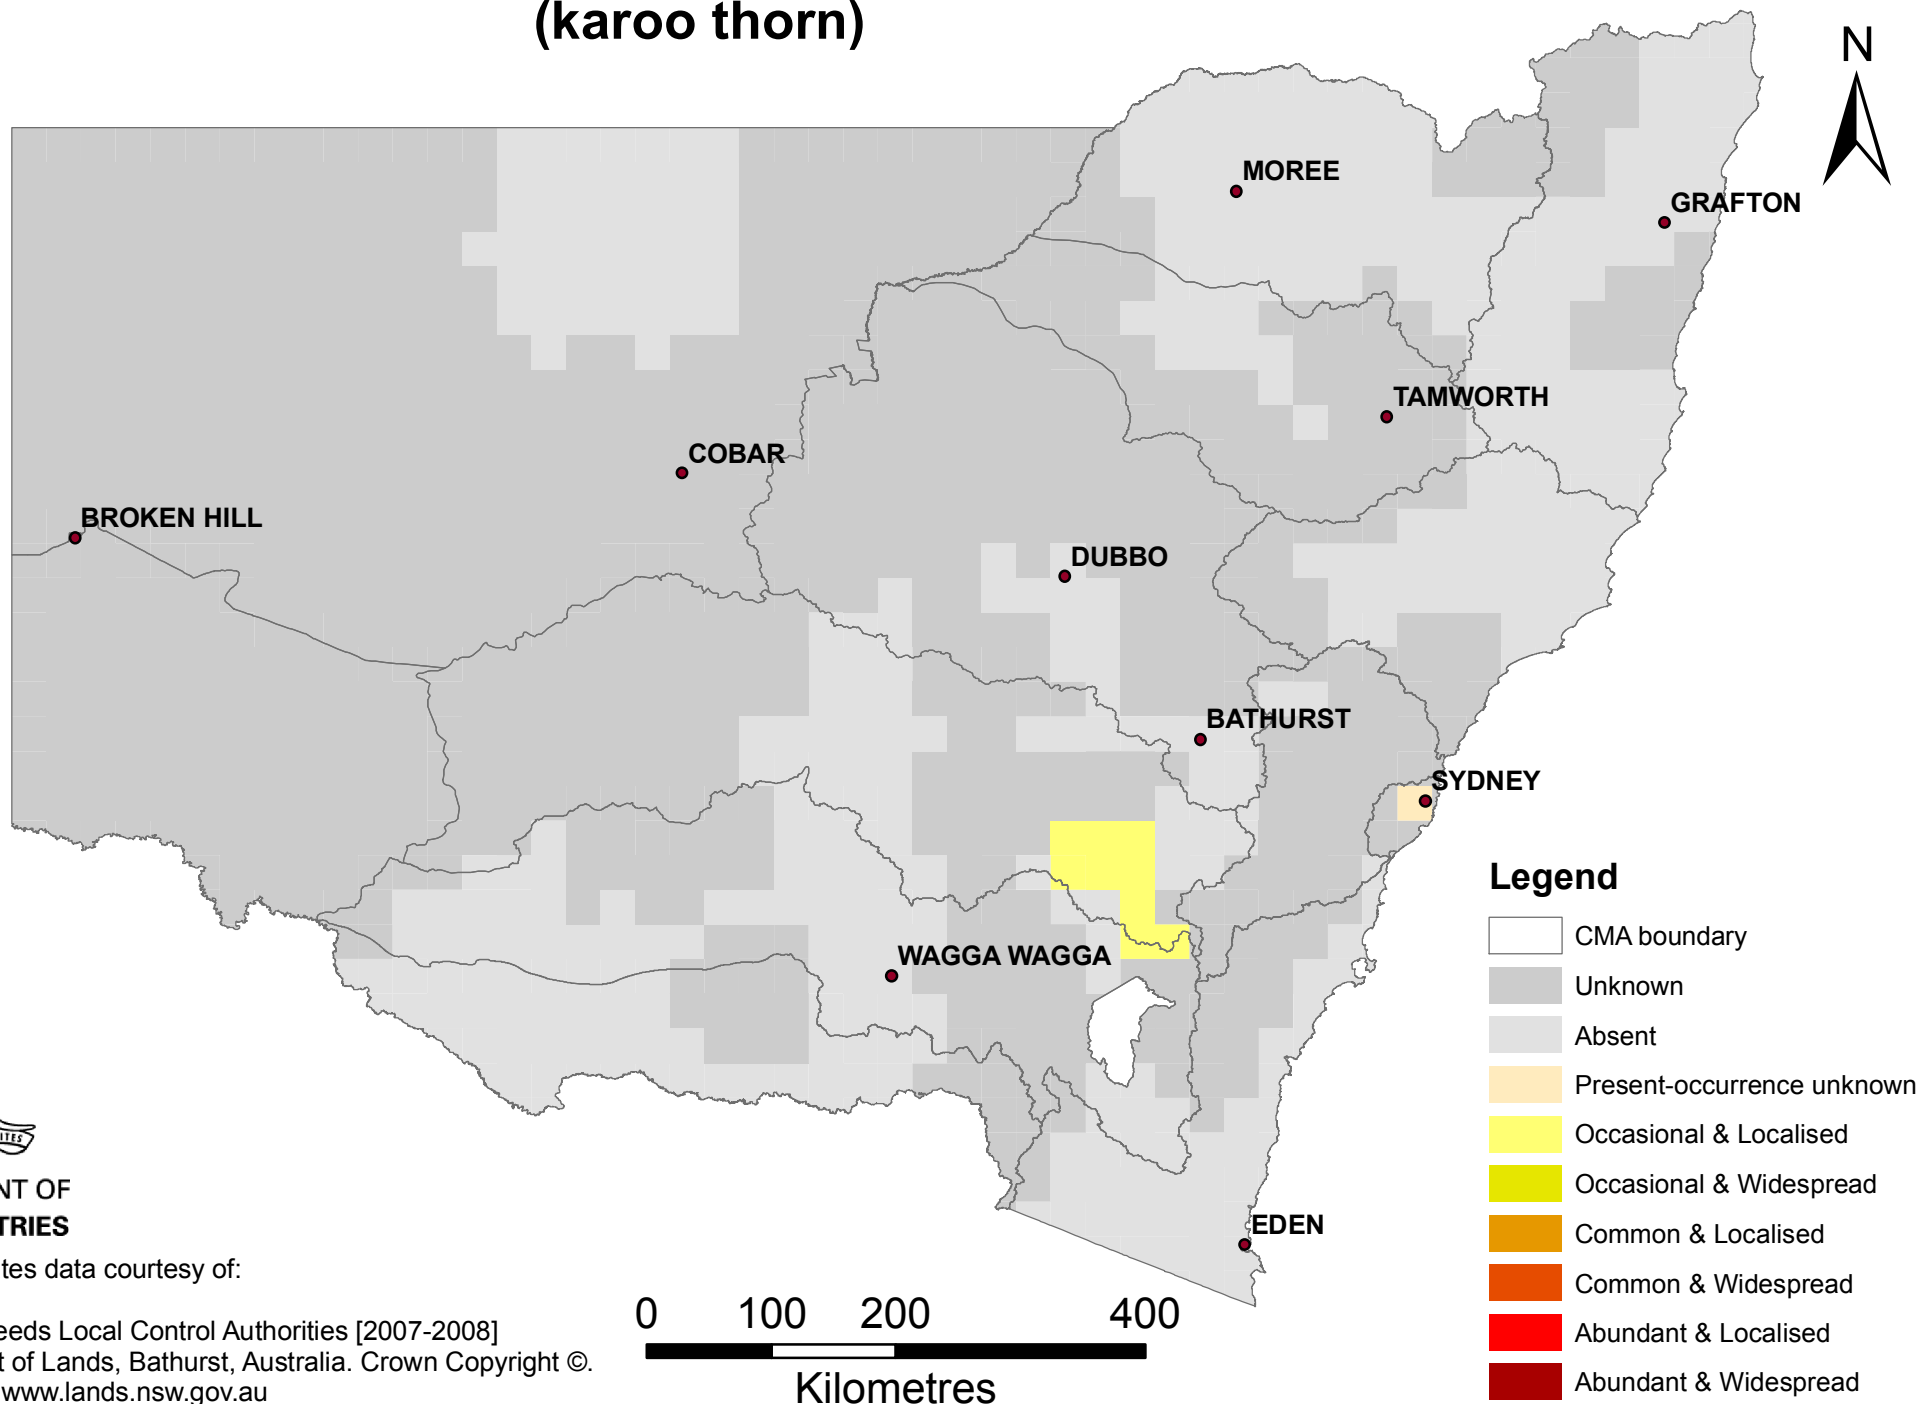 (karoo thorn)
N
MOREE
GRAFTON
TAMWORTH
COBAR
BROKEN HILL
DUBBO
BATHURST
SYDNEY
WAGGA WAGGA
EDEN
Legend
CMA boundary
Unknown
Absent
Present-occurrence unknown
Occasional & Localised
Occasional & Widespread
Common & Localised
Common & Widespread
Abundant & Localised
Abundant & Widespread
ITES
NT OF
TRIES
tes data courtesy of:
eeds Local Control Authorities [2007-2008]
t of Lands, Bathurst, Australia. Crown Copyright ©.
www.lands.nsw.gov.au
0 100 200 400
Kilometres